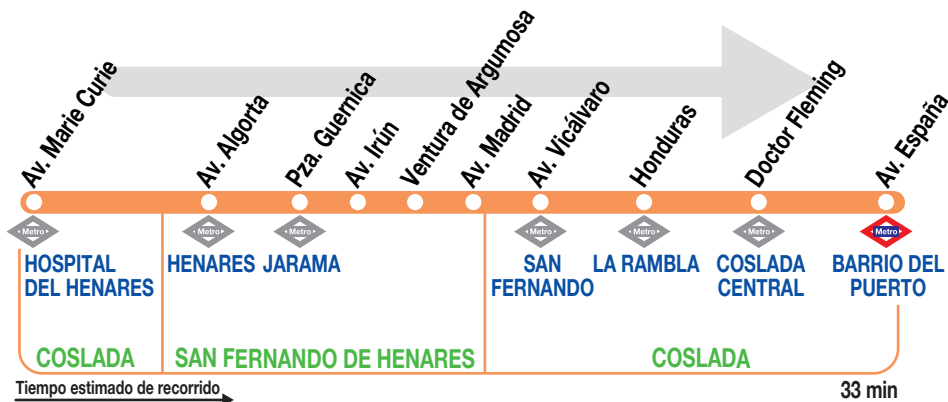 Av. Marie Curie
Av. Algorta
Pza. Guernica
Av. Irún
Ventura de Argumosa
Av. Madrid
Av. Vicálvaro
Honduras
Doctor Fleming
Av. España
Metro
Metro
Metro
Metro
Metro
Metro
Metro
HOSPITAL
DEL HENARES
HENARES
JARAMA
SAN
FERNANDO
LA RAMBLA
COSLADA
CENTRAL
BARRIO DEL
PUERTO
COSLADA
SAN FERNANDO DE HENARES
COSLADA
Tiempo estimado de recorrido
33 min